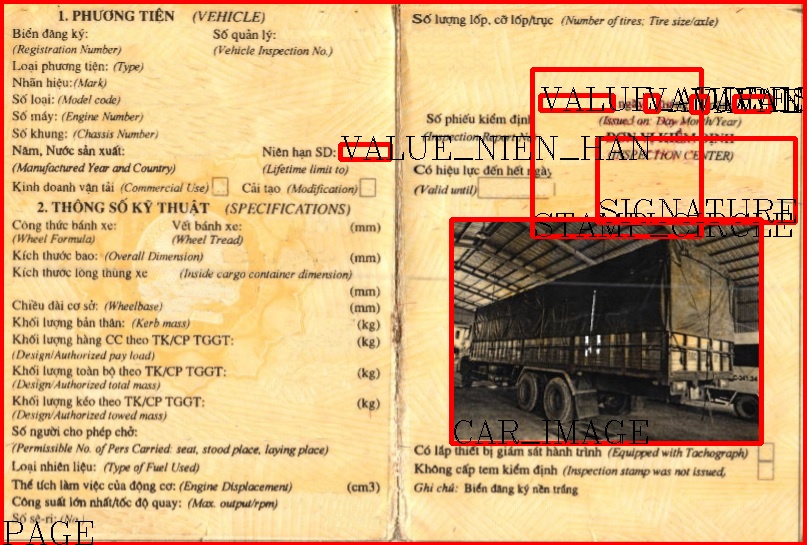 1. PHƯƠNG TIỆN (VEHICLE)
Biển đăng ký: Số quản lý:
(Registration Number) (Vehicle Inspection No.)
Loại phương tiện: (Type)
Nhãn hiệu: (Mark)
Số loại: (Model code)
Số máy: (Engine Number)
Số khung: (Chassis Number)
Năm, Nước sản xuất: Niên hạn SD: VALUE_NIEN_HAN
(Manufactured Year and Country) (Lifetime limit to)
Kinh doanh vận tải (Commercial Use) Cải tạo (Modification)
2. THÔNG SỐ KỸ THUẬT (SPECIFICATIONS)
Công thức bánh xe: Vết bánh xe: (mm)
(Wheel Formula) (Wheel Tread)
Kích thước bao: (Overall Dimension) (mm)
Kích thước lòng thùng xe (Inside cargo container dimension)
(mm)
Chiều dài cơ sở: (Wheelbase) (mm)
Khối lượng bản thân: (Kerb mass) (kg)
Khối lượng hàng CC theo TK/CP TGGT: (kg)
(Design/Authorized pay load)
Khối lượng toàn bộ theo TK/CP TGGT: (kg)
(Design/Authorized total mass)
Khối lượng kéo theo TK/CP TGGT: (kg)
(Design/Authorized towed mass)
Số người cho phép chở:
(Permissible No. of Pers Carried: seat, stood place, laying place)
Loại nhiên liệu: (Type of Fuel Used)
Thể tích làm việc của động cơ: (Engine Displacement) (cm3)
Công suất lớn nhất/tốc độ quay: (Max. output/rpm)
Số sê-ri: (No.)
PAGE
Số lượng lốp, cỡ lốp/trục (Number of tires; Tire size/axle)
Số phiếu kiểm định
(Issued on: Day/Month/Year)
(Inspection Report
ĐƠN VỊ KIỂM ĐỊNH
(INSPECTION CENTER)
Có hiệu lực đến hết ngày
(Valid until)
SIGNATURE
STAMP_CIRCLE
CAR_IMAGE
Có lắp thiết bị giám sát hành trình (Equipped with Tachograph)
Không cấp tem kiểm định (Inspection stamp was not issued)
Ghi chú: Biển đăng ký nền trắng